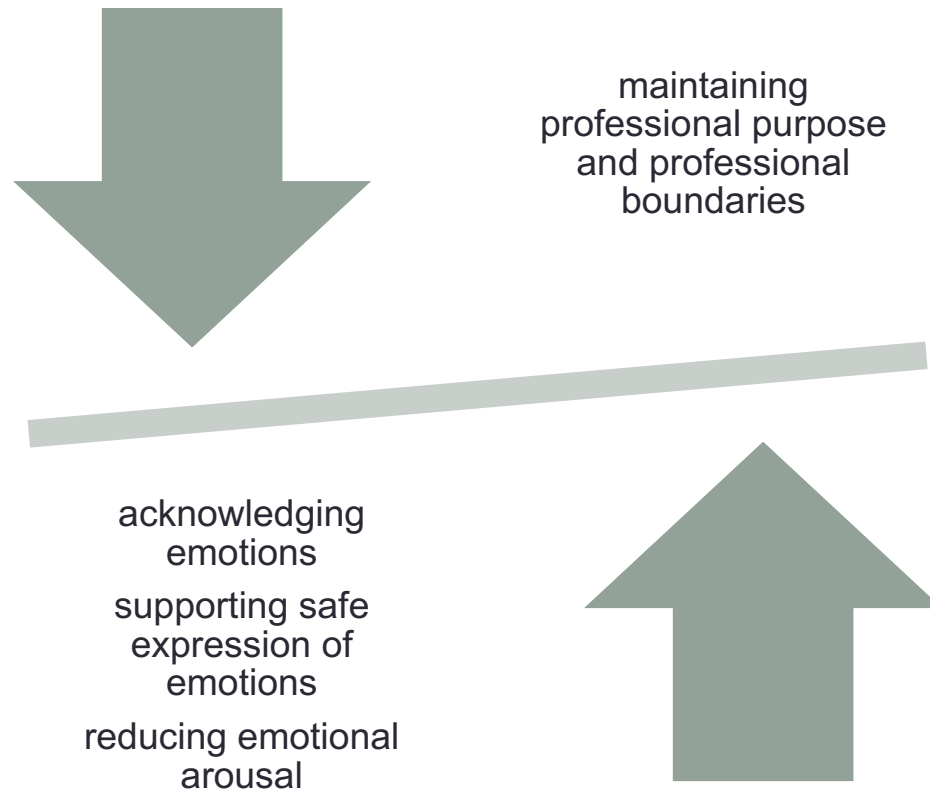 maintaining
professional purpose
and professional
boundaries
acknowledging
emotions
supporting safe
expression of
emotions
reducing emotional
arousal